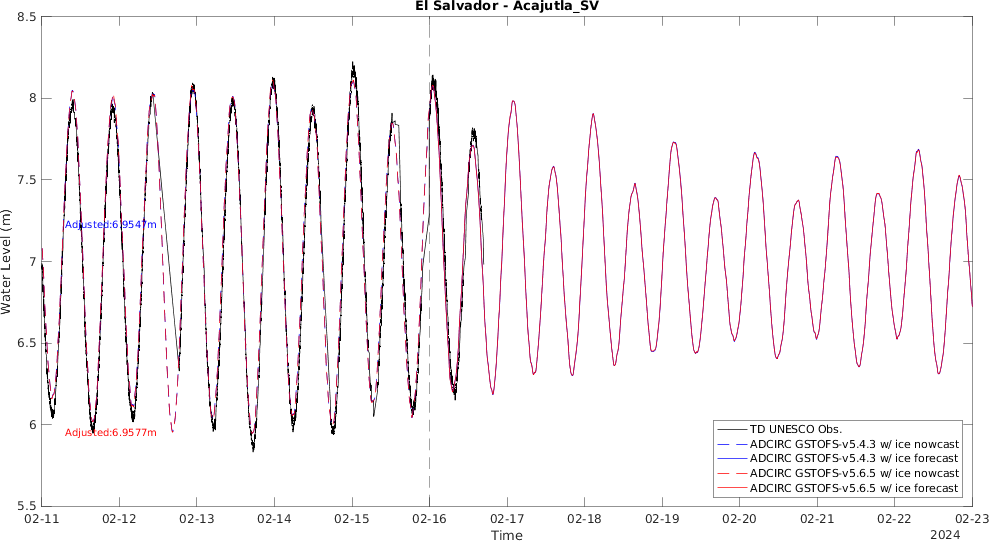 El Salvador - Acajutla_SV
8.5
8
7.5
7
6.5
6
5.5
Water Level (m)
Adjusted:6.9547m
Adjusted:6.9577m
TD UNESCO Obs.
ADCIRC GSTOFS-v5.4.3 w/ ice nowcast
ADCIRC GSTOFS-v5.4.3 w/ ice forecast
ADCIRC GSTOFS-v5.6.5 w/ ice nowcast
ADCIRC GSTOFS-v5.6.5 w/ ice forecast
02-11 02-12 02-13 02-14 02-15 02-16 02-17 02-18 02-19 02-20 02-21 02-22 02-23
Time
2024